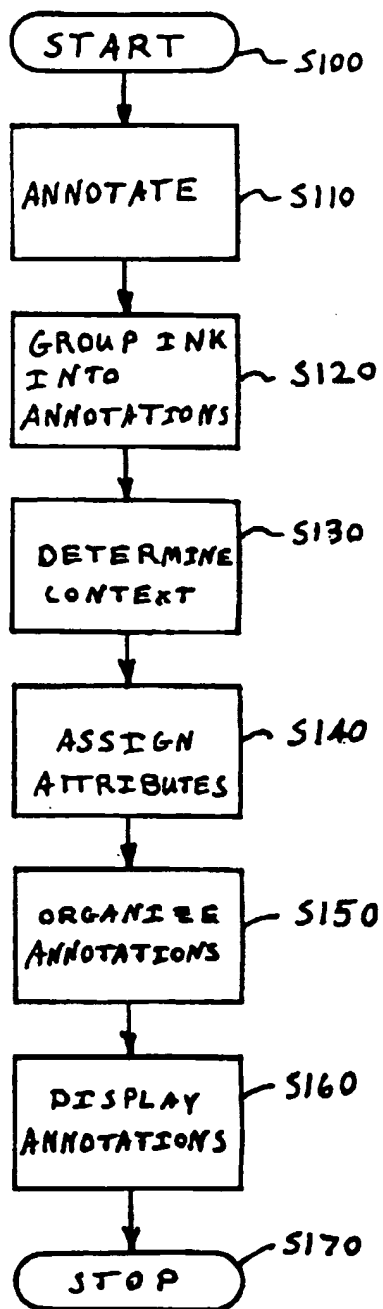 START
S100
ANNOTATE
S110
GROUP INK
INTO
ANNOTATIONS
S120
DETERMINE
CONTEXT
S130
ASSIGN
ATTRIBUTES
S140
ORGANIZE
ANNOTATIONS
S150
DISPLAY
ANNOTATIONS
S160
STOP
S170